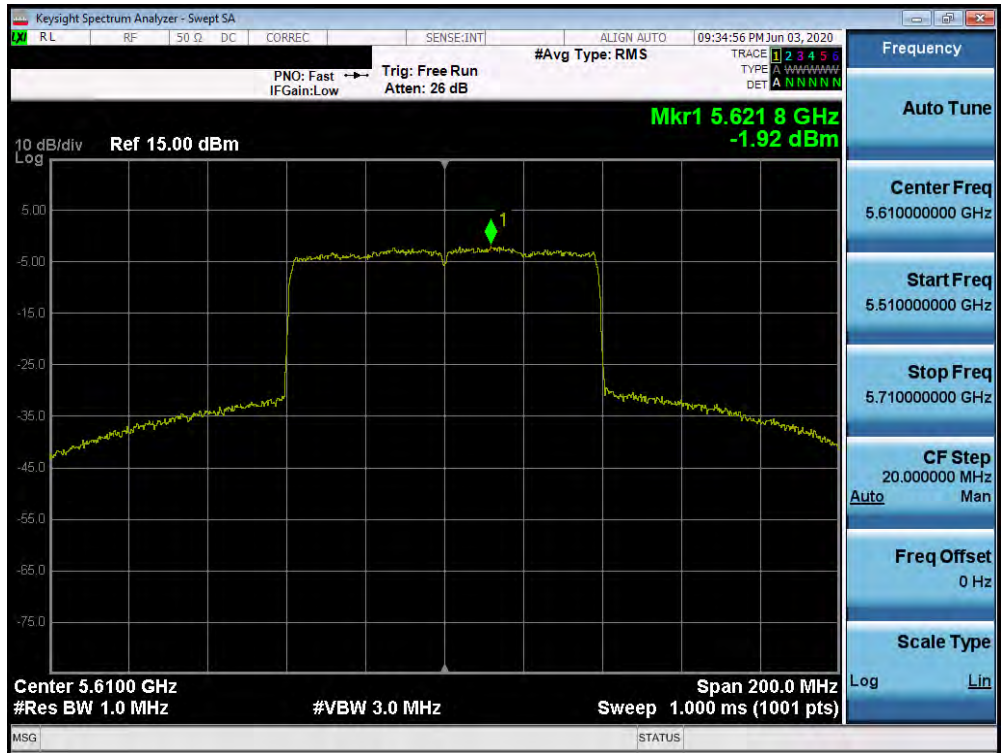 Keysight Spectrum Analyzer - Swept SA
LXI RL RF 50 Ω DC CORREC SENSE:INT ALIGN AUTO 09:34:56 PM Jun 03, 2020
#Avg Type: RMS TRACE 1 2 3 4 5 6
PNO: Fast Trig: Free Run TYPE A WWWWW
IFGain:Low Atten: 26 dB DET A N N N N N
Mkr1 5.621 8 GHz
-1.92 dBm
10 dB/div Ref 15.00 dBm
Log
5.00
1
-5.00
-15.0
-25.0
-35.0
-45.0
-55.0
-65.0
-75.0
Center 5.6100 GHz Span 200.0 MHz
#Res BW 1.0 MHz #VBW 3.0 MHz Sweep 1.000 ms (1001 pts)
MSG STATUS
Frequency
Auto Tune
Center Freq
5.610000000 GHz
Start Freq
5.510000000 GHz
Stop Freq
5.710000000 GHz
CF Step
20.000000 MHz
Auto Man
Freq Offset
0 Hz
Scale Type
Log Lin